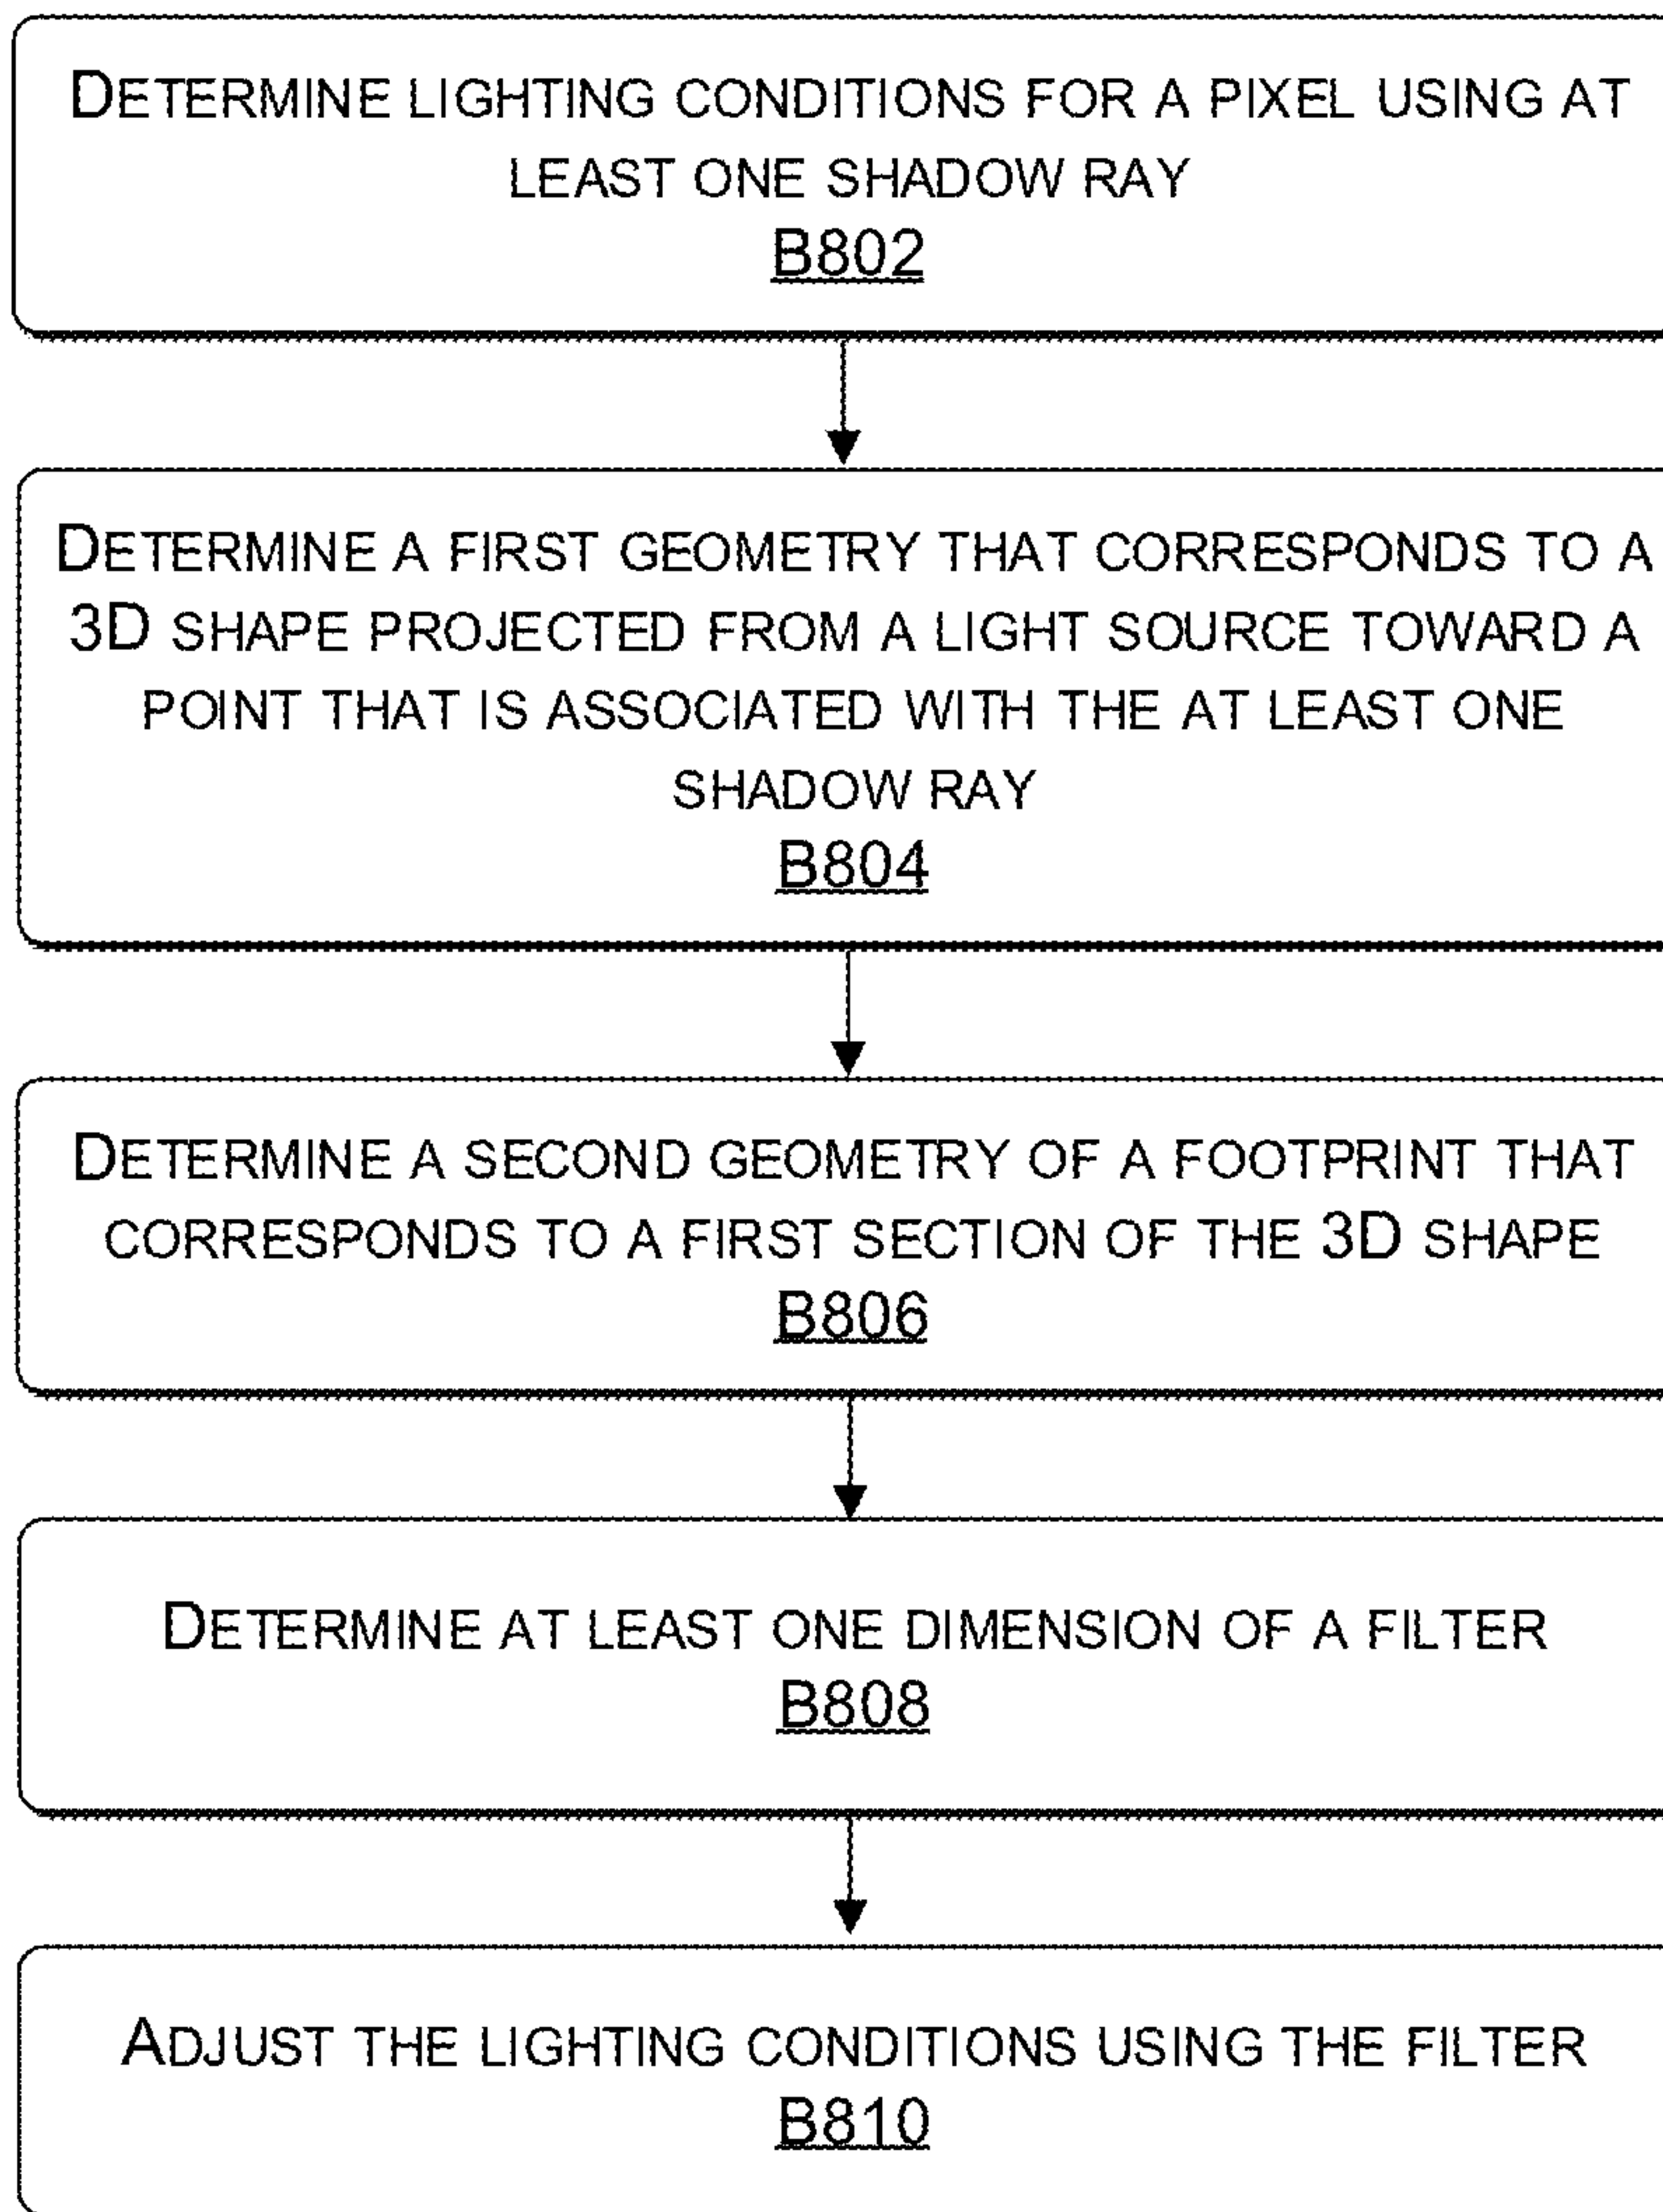 DETERMINE LIGHTING CONDITIONS FOR A PIXEL USING AT
LEAST ONE SHADOW RAY
B802
DETERMINE A FIRST GEOMETRY THAT CORRESPONDS TO A
3D SHAPE PROJECTED FROM A LIGHT SOURCE TOWARD A
POINT THAT IS ASSOCIATED WITH THE AT LEAST ONE
SHADOW RAY
B804
DETERMINE A SECOND GEOMETRY OF A FOOTPRINT THAT
CORRESPONDS TO A FIRST SECTION OF THE 3D SHAPE
B806
DETERMINE AT LEAST ONE DIMENSION OF A FILTER
B808
ADJUST THE LIGHTING CONDITIONS USING THE FILTER
B810